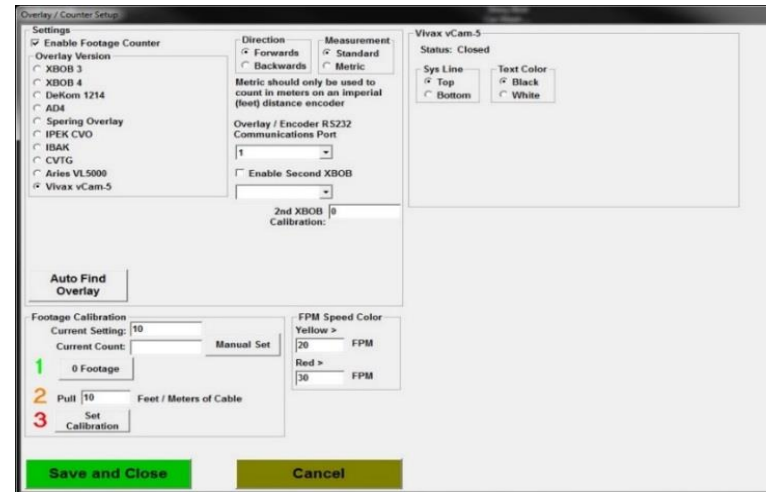 Overlay / Counter Setup
Settings
Enable Footage Counter
Overlay Version
XBOB 3
XBOB 4
DeKom 1214
AD4
Spering Overlay
IPEK CVO
IBAK
CVTG
Aries VL5000
Vivax vCam-5
Auto Find
Overlay
Direction
Forwards
Backwards
Measurement
Standard
Metric
Metric should only be used to
count in meters on an imperial
(feet) distance encoder
Overlay / Encoder RS232
Communications Port
1
Enable Second XBOB
2nd XBOB 0
Calibration:
Vivax vCam-5
Status: Closed
Sys Line
Top
Bottom
Text Color
Black
White
Footage Calibration
Current Setting: 10
Current Count: Manual Set
1 0 Footage
2 Pull 10 Feet / Meters of Cable
3 Set
Calibration
FPM Speed Color
Yellow >
20 FPM
Red >
30 FPM
Save and Close
Cancel